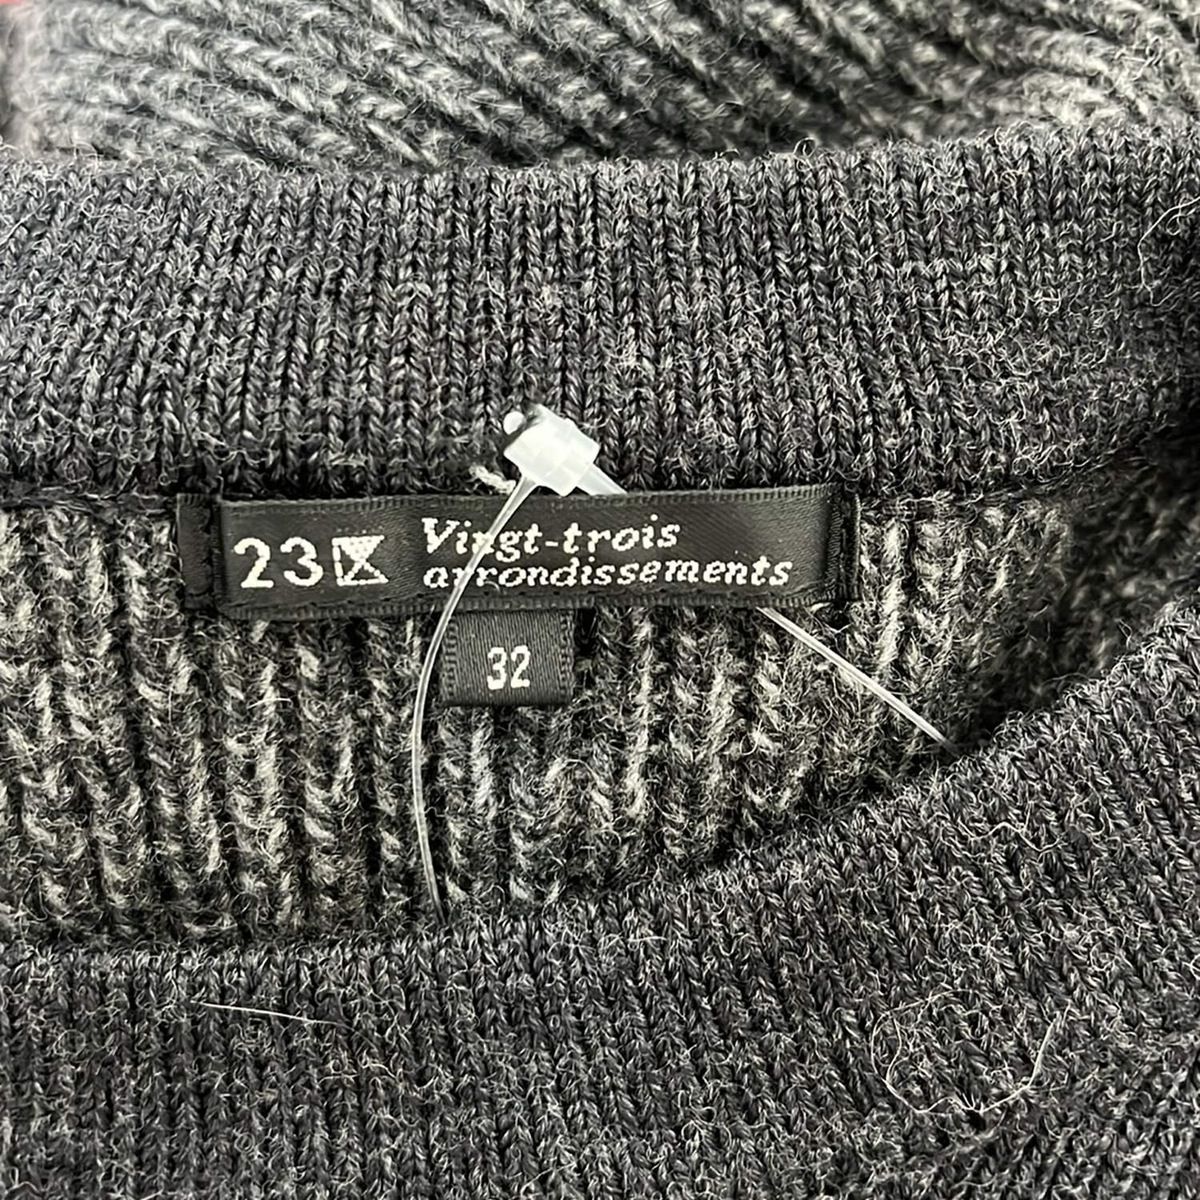 23
Vingt-trois
arrondissements
32